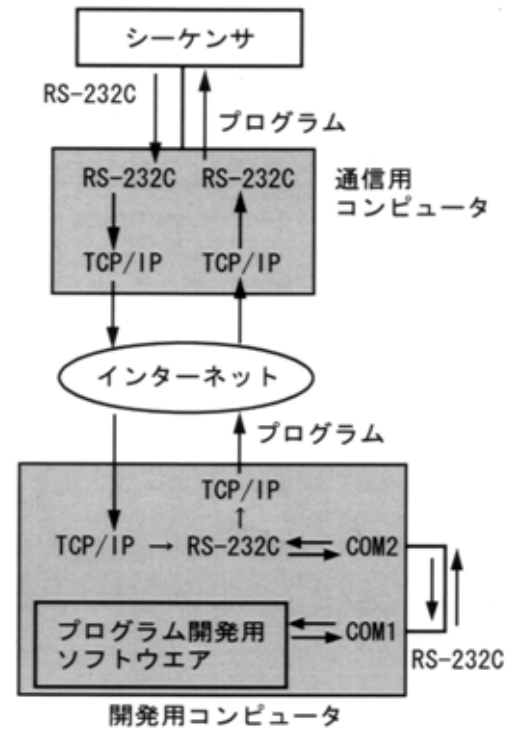 シーケンサ
RS-232C
プログラム
RS-232C RS-232C
通信用
コンピュータ
TCP/IP TCP/IP
インターネット
プログラム
TCP/IP
↑
TCP/IP → RS-232C COM2
プログラム開発用
ソフトウエア
COM1
RS-232C
開発用コンピュータ